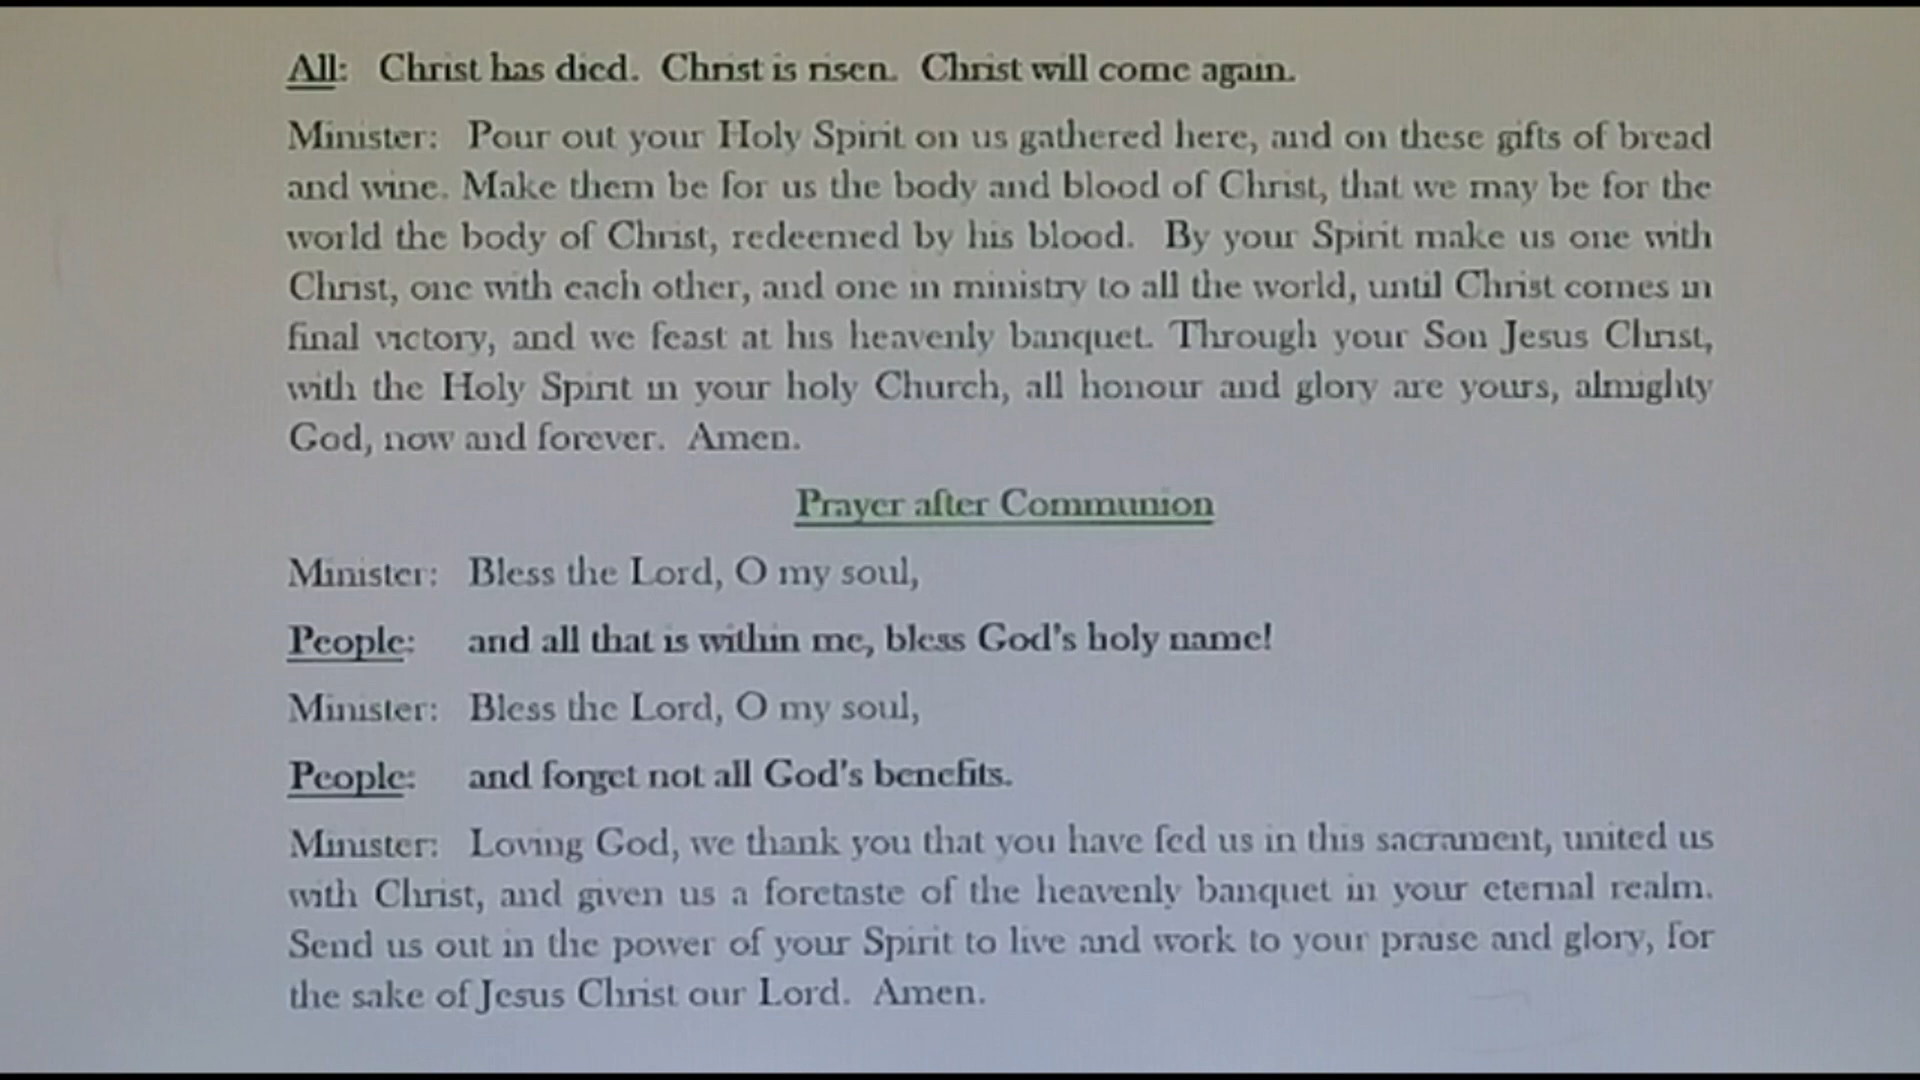 All: Christ has died. Christ is risen. Christ will come again.
Minister: Pour out your Holy Spirit on us gathered here, and on these gifts of bread
and wine. Make them be for us the body and blood of Christ, that we may be for the
world the body of Christ, redeemed by his blood. By your Spirit make us one with
Christ, one with each other, and one in ministry to all the world, until Christ comes in
final victory, and we feast at his heavenly banquet. Through your Son Jesus Christ,
with the Holy Spirit in your holy Church, all honour and glory are yours, almighty
God, now and forever. Amen.
Prayer after Communion
Minister: Bless the Lord, O my soul,
People: and all that is within me, bless God's holy name!
Minister: Bless the Lord, O my soul,
People: and forget not all God's benefits.
Minister: Loving God, we thank you that you have fed us in this sacrament, united us
with Christ, and given us a foretaste of the heavenly banquet in your eternal realm.
Send us out in the power of your Spirit to live and work to your praise and glory, for
the sake of Jesus Christ our Lord. Amen.